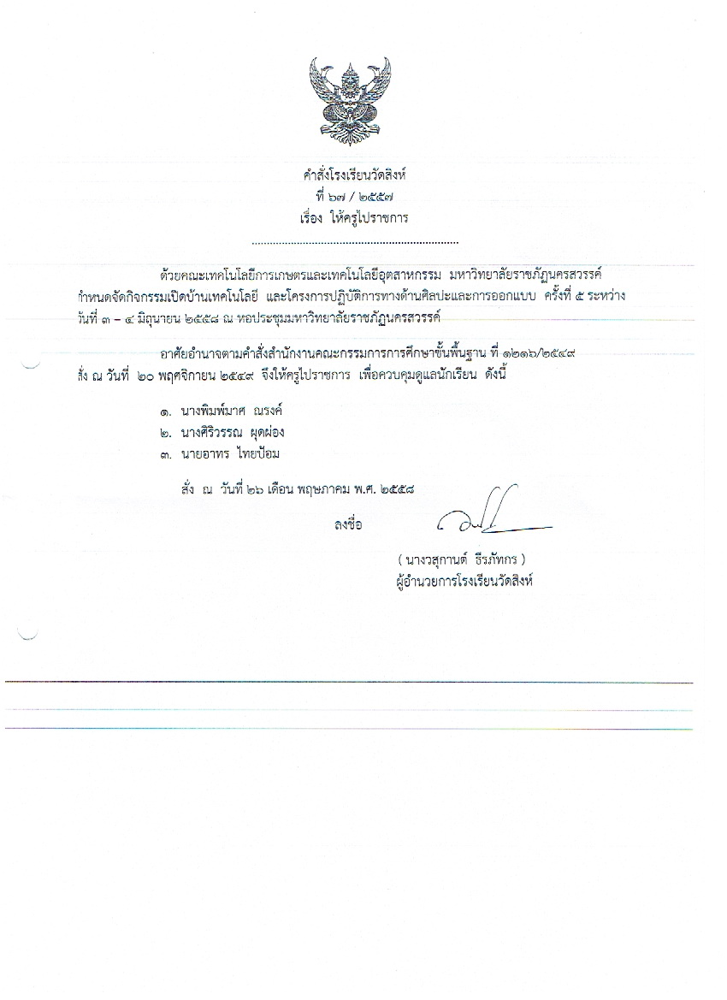 คำสั่งโรงเรียนวัดสิงห์
ที่ ๖๗ / ๒๕๕๗
เรื่อง ให้ครูไปราชการ
ด้วยคณะเทคโนโลยีการเกษตรและเทคโนโลยีอุตสาหกรรม มหาวิทยาลัยราชภัฏนครสวรรค์
กำหนดจัดกิจกรรมเปิดบ้านเทคโนโลยี และโครงการปฏิบัติการทางด้านศิลปะและการออกแบบ ครั้งที่ ๕ ระหว่าง
วันที่ ๓ – ๔ มิถุนายน ๒๕๕๘ ณ หอประชุมมหาวิทยาลัยราชภัฏนครสวรรค์
อาศัยอำนาจตามคำสั่งสำนักงานคณะกรรมการการศึกษาขั้นพื้นฐาน ที่ ๑๒๑๖/๒๕๔๙
สั่ง ณ วันที่ ๒๐ พฤศจิกายน ๒๕๔๙ จึงให้ครูไปราชการ เพื่อควบคุมดูแลนักเรียน ดังนี้
๑. นางพิมพ์มาศ ณรงค์
๒. นางศิริวรรณ ผุดผ่อง
๓. นายอาทร ไทยป้อม
สั่ง ณ วันที่ ๒๖ เดือน พฤษภาคม พ.ศ. ๒๕๕๘
ลงชื่อ
( นางวสุกานต์ ธีรภัทกร )
ผู้อำนวยการโรงเรียนวัดสิงห์